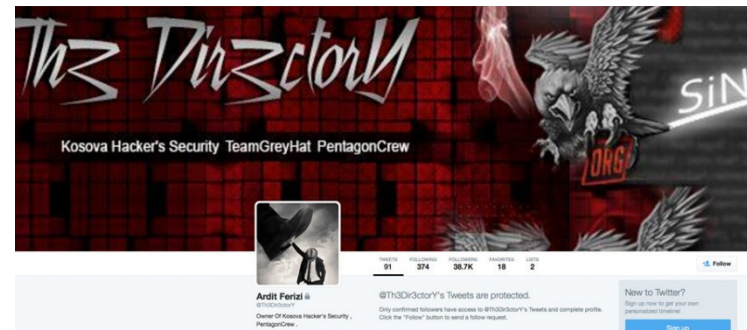 Th3 Dir3ctorY
SiN
Kosova Hacker's Security TeamGreyHat PentagonCrew
ORG
TWEETS FOLLOWING FOLLOWERS FAVORITES LISTS
91 374 38.7K 18 2
Follow
Ardit Ferizi
@Th3Dir3ctorY
Owner Of Kosova Hacker's Security ,
PentagonCrew .
@Th3Dir3ctorY's Tweets are protected.
Only confirmed followers have access to @Th3Dir3ctorY's Tweets and complete profile.
Click the "Follow" button to send a follow request.
New to Twitter?
Sign up now to get your own
personalized timeline!
Sign up